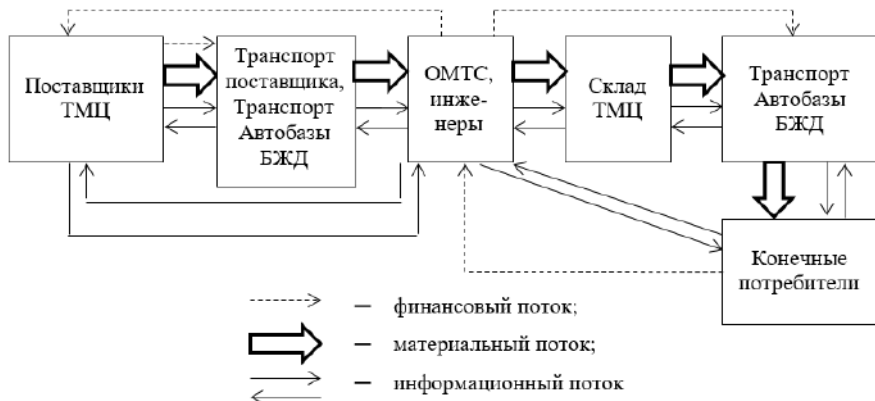 Поставщики
ТМЦ
Транспорт
поставщика,
Транспорт
Автобазы
БЖД
ОМТС,
инже-
неры
Склад
ТМЦ
Транспорт
Автобазы
БЖД
Конечные
потребители
– финансовый поток;
– материальный поток;
– информационный поток